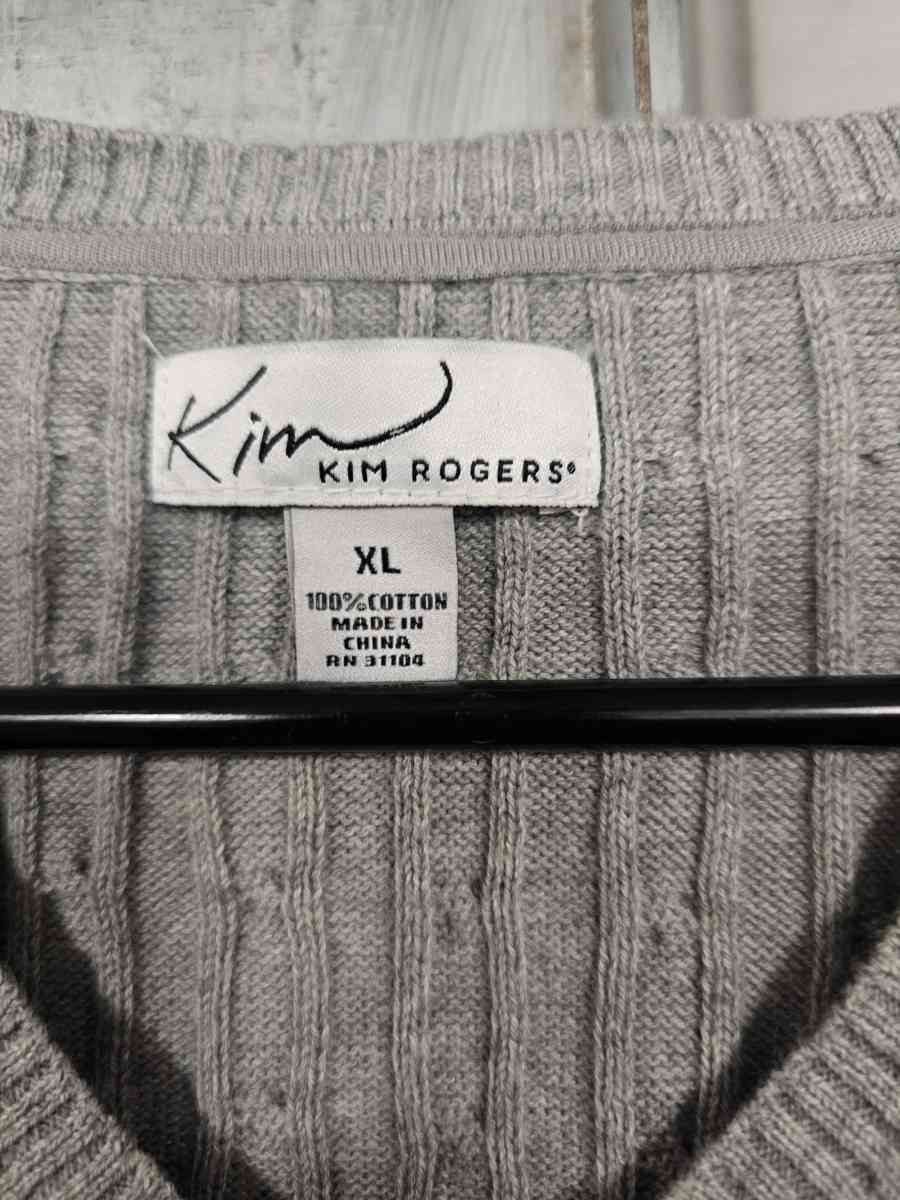 Kim
KIM ROGERS®
XL
100% COTTON
MADE IN
CHINA
RN 31104